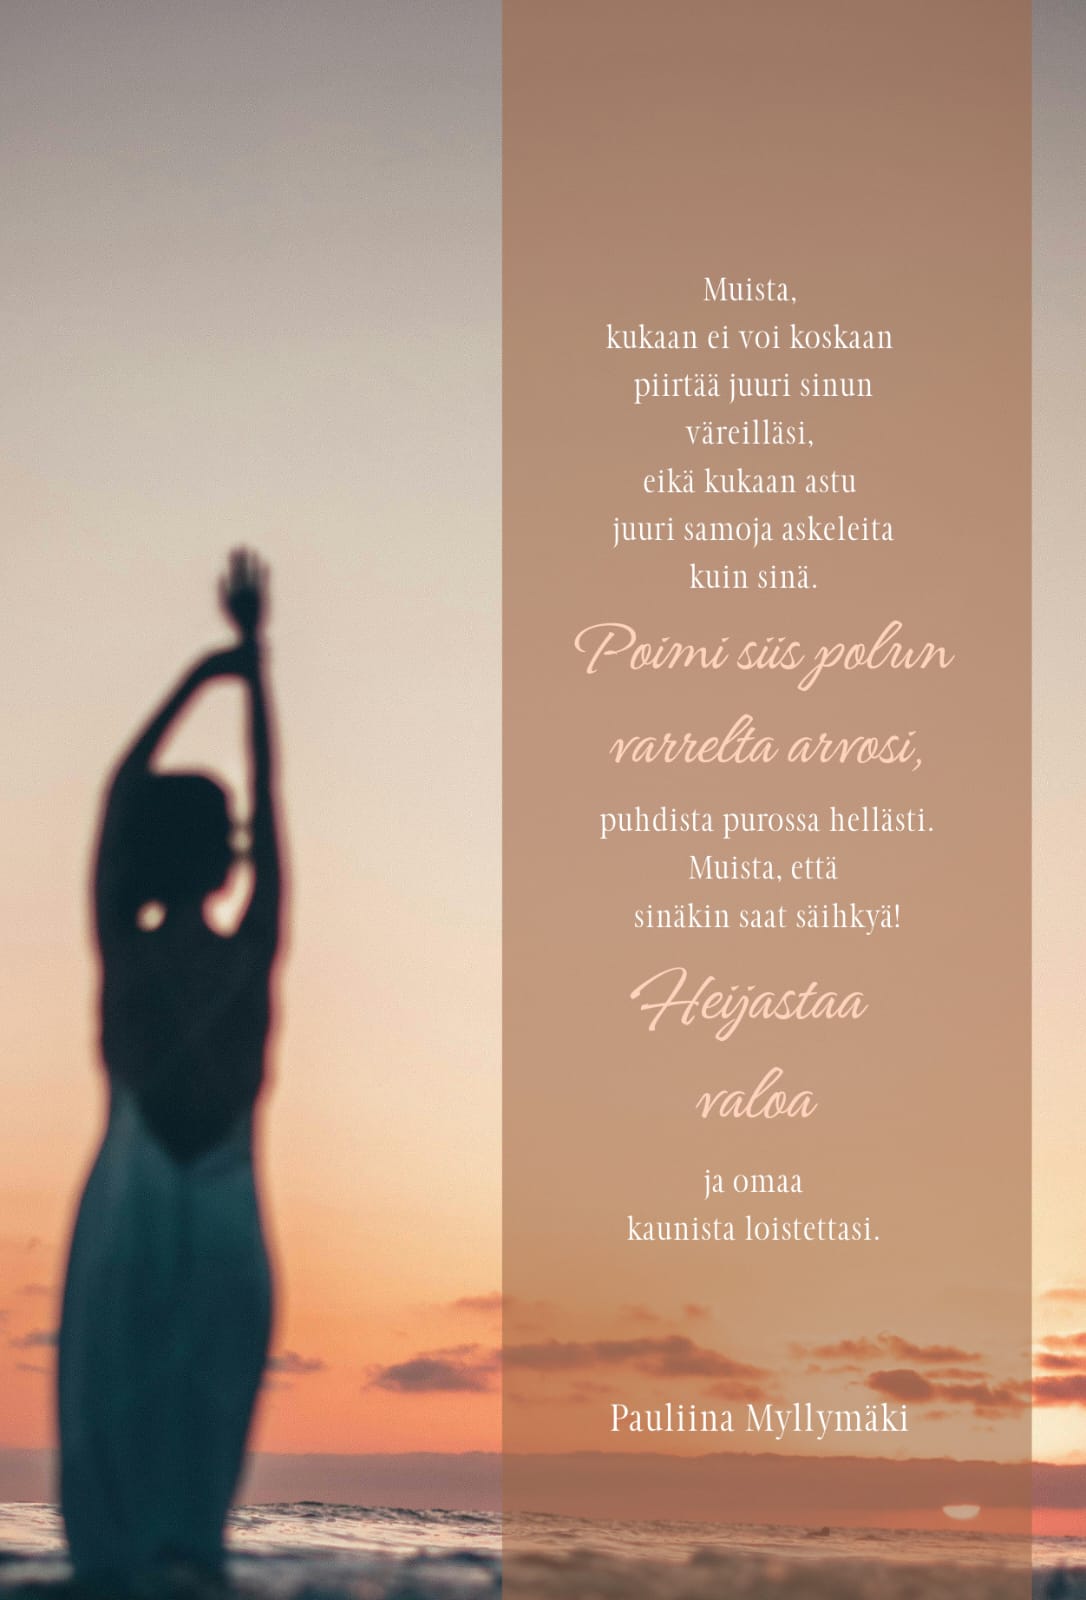 Muista,
kukaan ei voi koskaan
piirtää juuri sinun
väreilläsi,
eikä kukaan astu
juuri samoja askeleita
kuin sinä.
Poimi siis polun
varrelta arvosi,
puhdista purossa hellästi.
Muista, että
sinäkin saat säihkyä!
Heijastaa
valoa
ja omaa
kaunista loistettasi.
Pauliina Myllymäki